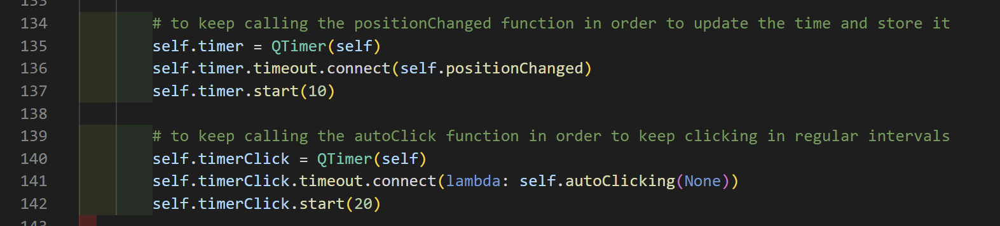 133
134 # to keep calling the positionChanged function in order to update the time and store it
135 self.timer = QTimer(self)
136 self.timer.timeout.connect(self.positionChanged)
137 self.timer.start(10)
138
139 # to keep calling the autoClick function in order to keep clicking in regular intervals
140 self.timerClick = QTimer(self)
141 self.timerClick.timeout.connect(lambda: self.autoClicking(None))
142 self.timerClick.start(20)
143